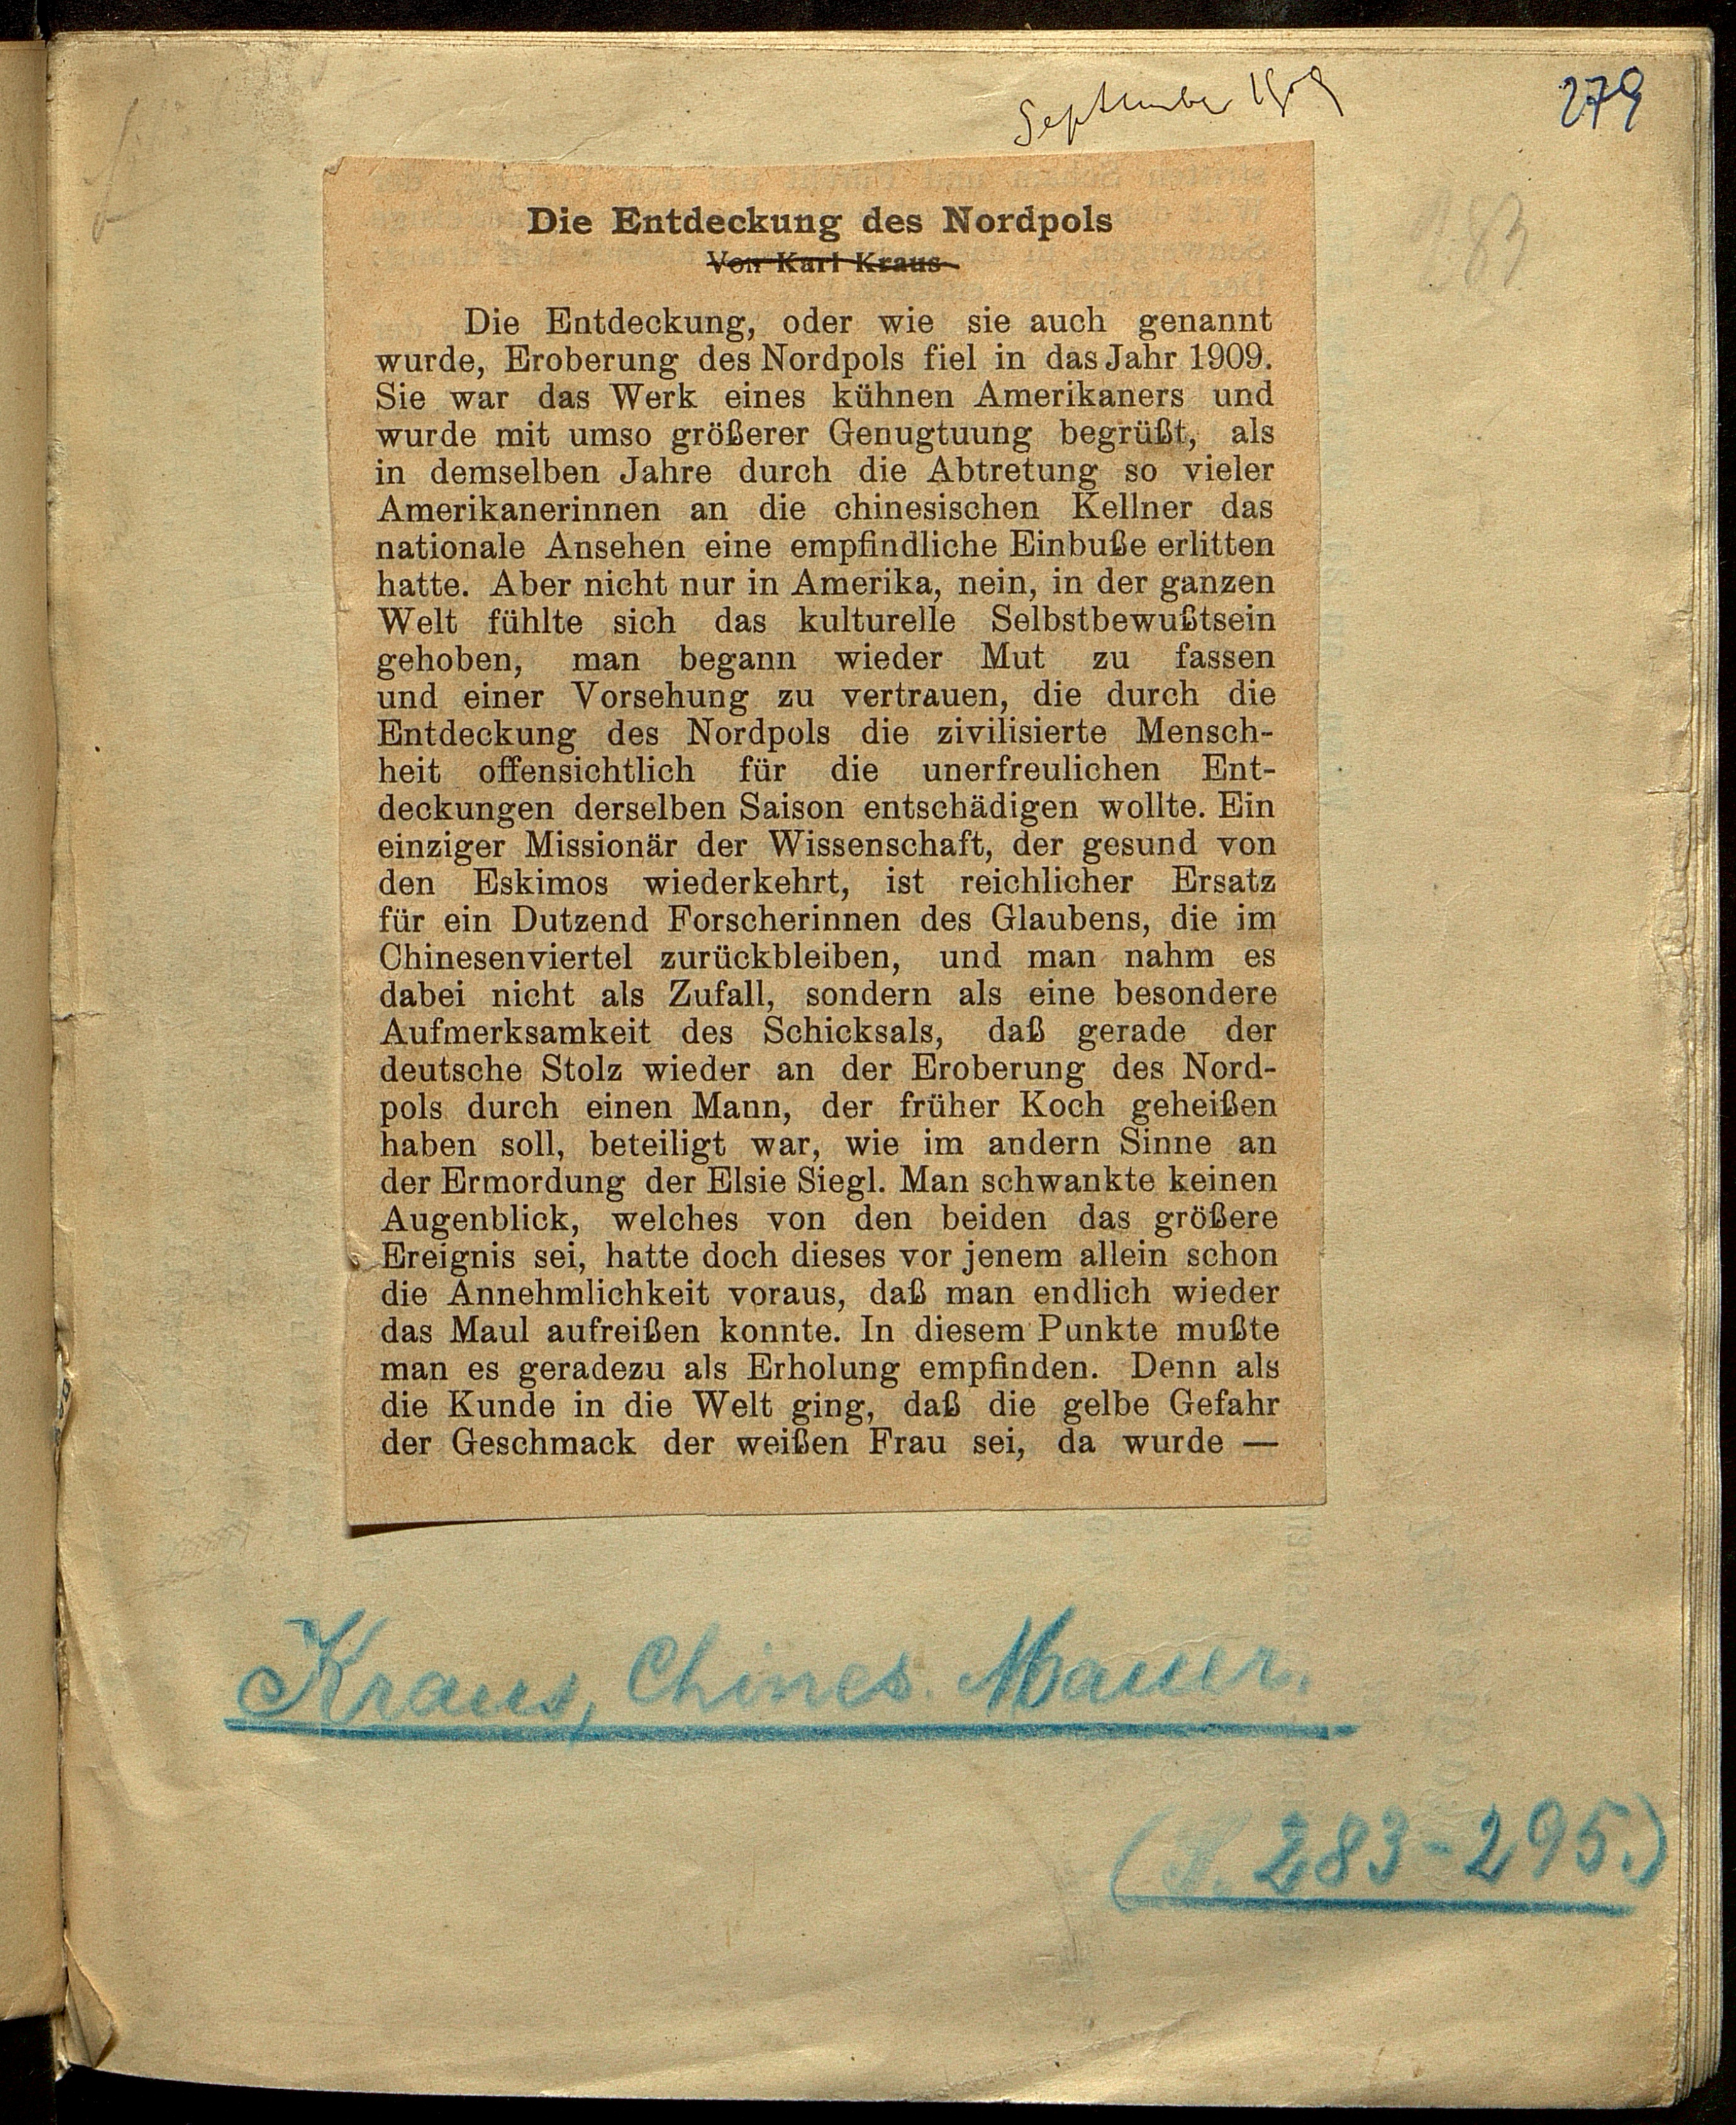 September 1909
279
283
Die Entdeckung des Nordpols
Von Karl Kraus
Die Entdeckung, oder wie sie auch genannt
wurde, Eroberung des Nordpols fiel in das Jahr 1909.
Sie war das Werk eines kühnen Amerikaners und
wurde mit umso größerer Genugtuung begrüßt, als
in demselben Jahre durch die Abtretung so vieler
Amerikanerinnen an die chinesischen Kellner das
nationale Ansehen eine empfindliche Einbuße erlitten
hatte. Aber nicht nur in Amerika, nein, in der ganzen
Welt fühlte sich das kulturelle Selbstbewußtsein
gehoben, man begann wieder Mut zu fassen
und einer Vorsehung zu vertrauen, die durch die
Entdeckung des Nordpols die zivilisierte Mensch-
heit offensichtlich für die unerfreulichen Ent-
deckungen derselben Saison entschädigen wollte. Ein
einziger Missionär der Wissenschaft, der gesund von
den Eskimos wiederkehrt, ist reichlicher Ersatz
für ein Dutzend Forscherinnen des Glaubens, die im
Chinesenviertel zurückbleiben, und man nahm es
dabei nicht als Zufall, sondern als eine besondere
Aufmerksamkeit des Schicksals, daß gerade der
deutsche Stolz wieder an der Eroberung des Nord-
pols durch einen Mann, der früher Koch geheißen
haben soll, beteiligt war, wie im andern Sinne an
der Ermordung der Elsie Siegl. Man schwankte keinen
Augenblick, welches von den beiden das größere
Ereignis sei, hatte doch dieses vor jenem allein schon
die Annehmlichkeit voraus, daß man endlich wieder
das Maul aufreißen konnte. In diesem Punkte mußte
man es geradezu als Erholung empfinden. Denn als
die Kunde in die Welt ging, daß die gelbe Gefahr
der Geschmack der weißen Frau sei, da wurde —
Kraus, Chines. Mauer.
(S. 283-295.)